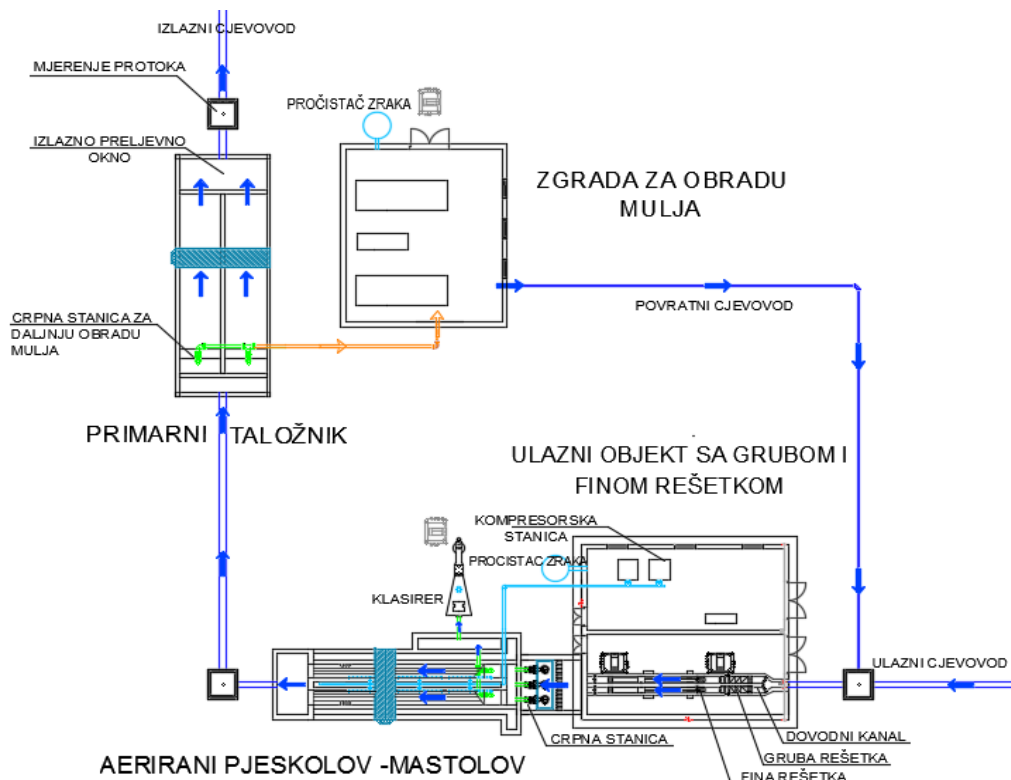 IZLAZNI CJEVOVOD
MJERENJE PROTOKA
IZLAZNO PRELJEVNO
OKNO
PROČISTAČ ZRAKA
ZGRADA ZA OBRADU
MULJA
POVRATNI CJEVOVOD
CRPNA STANICA ZA
DALJNJU OBRADU
MULJA
PRIMARNI TALOŽNIK
ULAZNI OBJEKT SA GRUBOM I
FINOM REŠETKOM
KOMPRESORSKA
STANICA
PROCISTAC ZRAKA
KLASIRER
ULAZNI CJEVOVOD
CRPNA STANICA
DOVODNI KANAL
GRUBA REŠETKA
FINA REŠETKA
AERIRANI PJESKOLOV -MASTOLOV